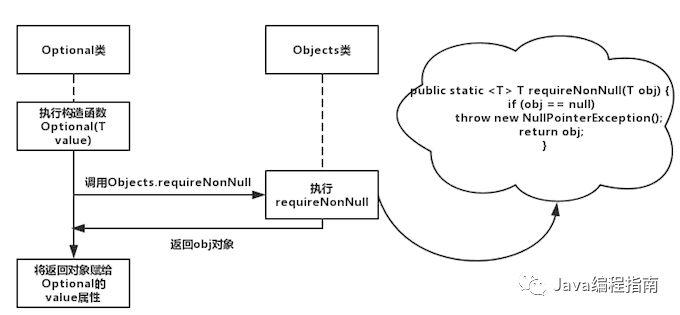 Optional类
Objects类
public static <T> T requireNonNull(T obj) {
if (obj == null)
throw new NullPointerException();
return obj;
}
执行构造函数
Optional(T
value)
调用Objects.requireNonNull
执行
requireNonNull
返回obj对象
将返回对象赋给
Optional的
value属性
Java编程指南